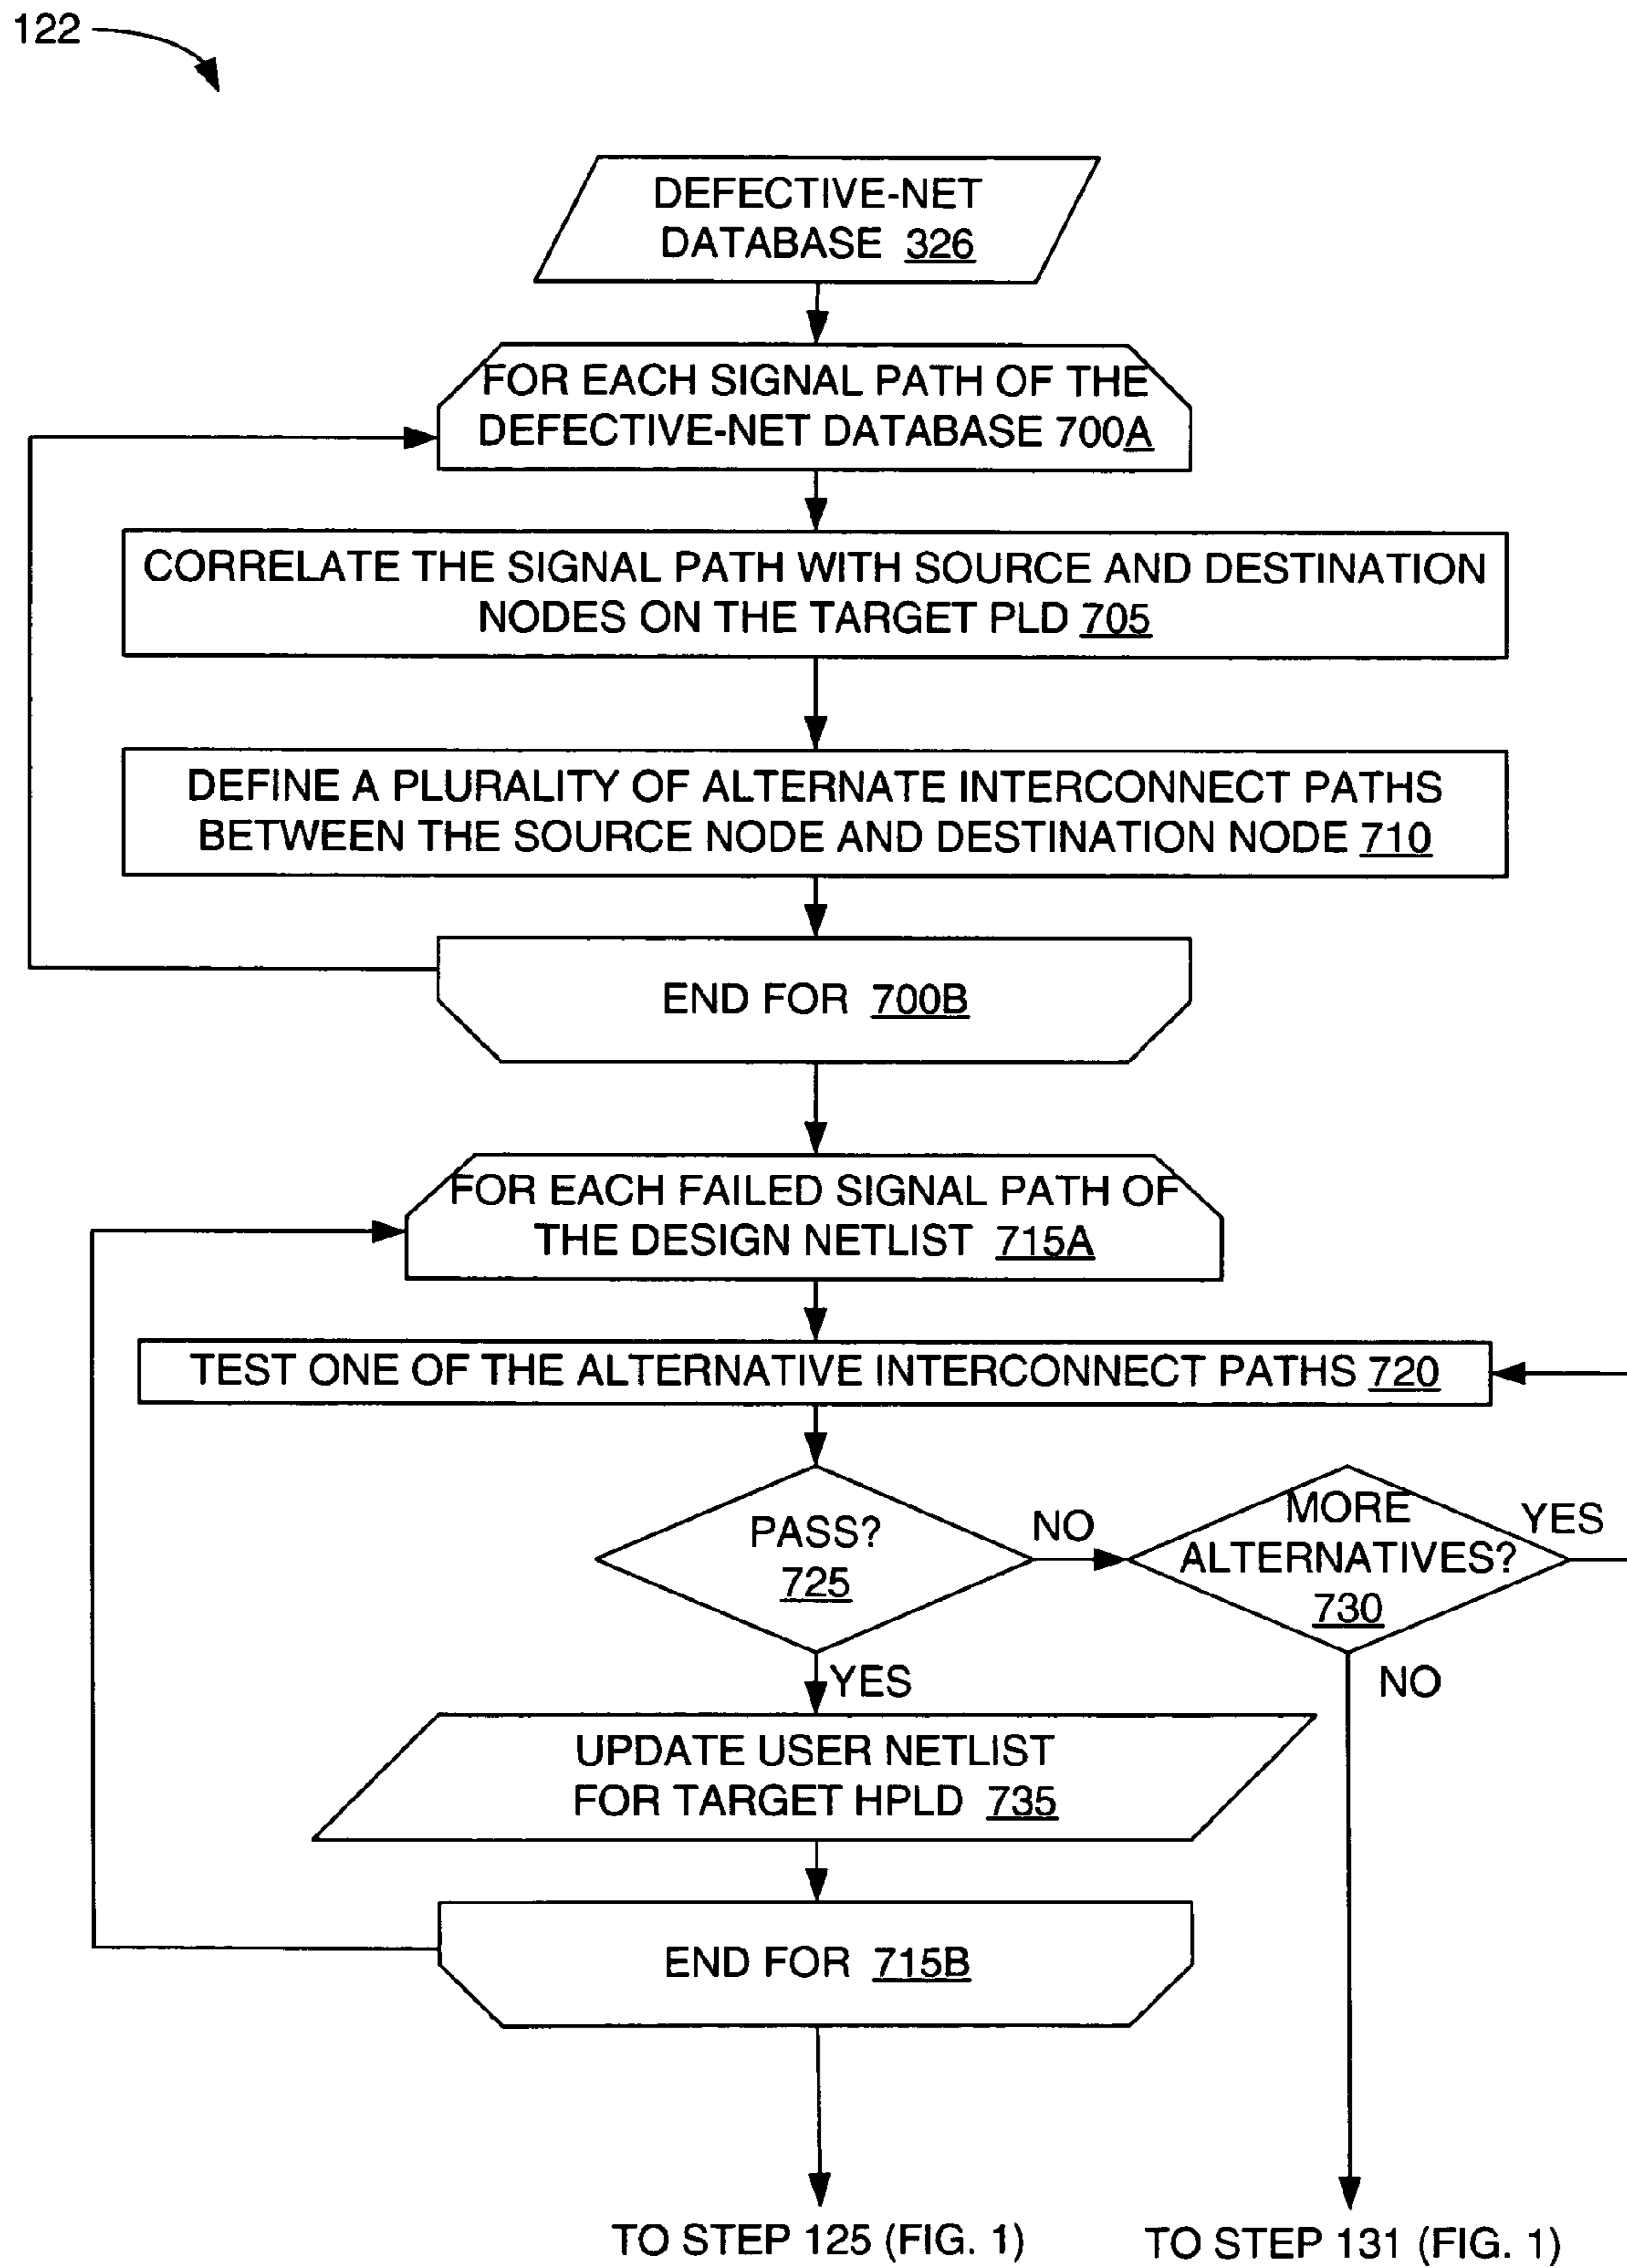 122
DEFECTIVE-NET
DATABASE 326
FOR EACH SIGNAL PATH OF THE
DEFECTIVE-NET DATABASE 700A
CORRELATE THE SIGNAL PATH WITH SOURCE AND DESTINATION
NODES ON THE TARGET PLD 705
DEFINE A PLURALITY OF ALTERNATE INTERCONNECT PATHS
BETWEEN THE SOURCE NODE AND DESTINATION NODE 710
END FOR 700B
FOR EACH FAILED SIGNAL PATH OF
THE DESIGN NETLIST 715A
TEST ONE OF THE ALTERNATIVE INTERCONNECT PATHS 720
PASS?
725
NO
MORE
ALTERNATIVES?
730
YES
YES
NO
UPDATE USER NETLIST
FOR TARGET HPLD 735
END FOR 715B
TO STEP 125 (FIG. 1)
TO STEP 131 (FIG. 1)